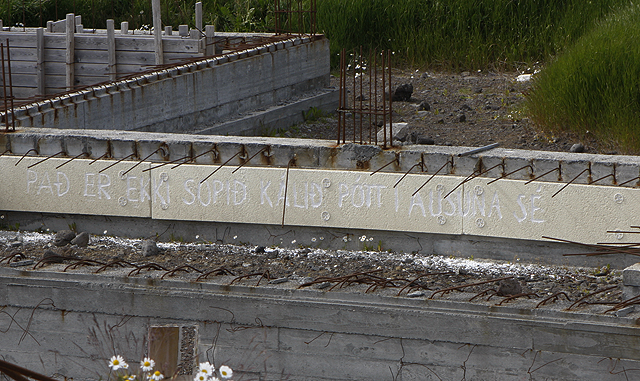 ÞAÐ ER EKKI SOPIÐ KÁLIÐ ÞÓTT Í AUSUNA SÉ